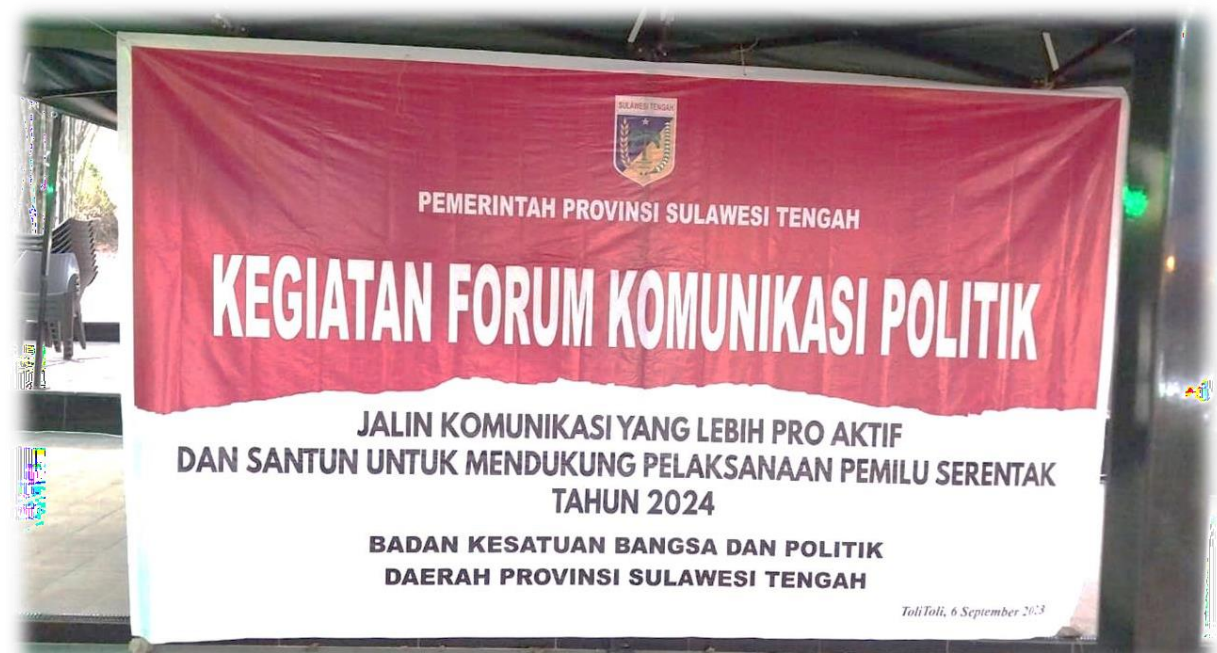 SULAWESI TENGAH
PEMERINTAH PROVINSI SULAWESI TENGAH
KEGIATAN FORUM KOMUNIKASI POLITIK
JALIN KOMUNIKASI YANG LEBIH PRO AKTIF
DAN SANTUN UNTUK MENDUKUNG PELAKSANAAN PEMILU SERENTAK
TAHUN 2024
BADAN KESATUAN BANGSA DAN POLITIK
DAERAH PROVINSI SULAWESI TENGAH
ToliToli, 6 September 2023